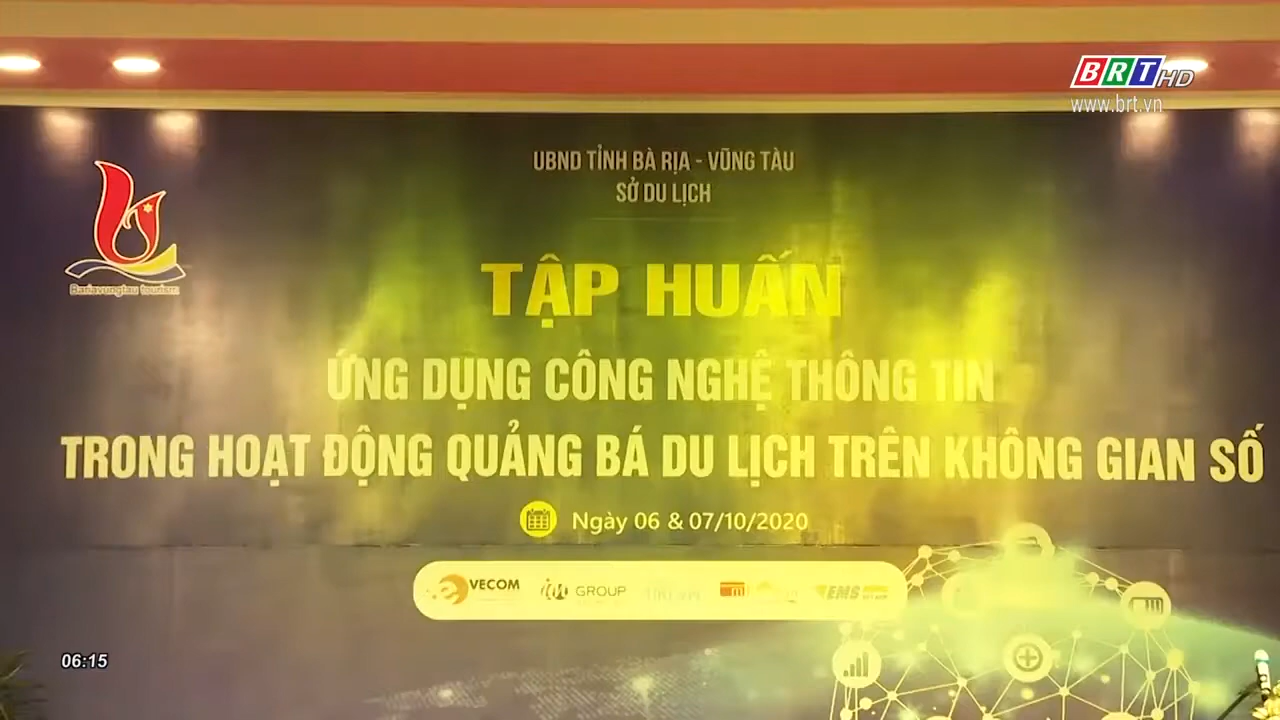 BRT HD
www.brt.vn
UBND TỈNH BÀ RỊA - VŨNG TÀU
SỞ DU LỊCH
Bariavungtau tourism
TẬP HUẤN
ỨNG DỤNG CÔNG NGHỆ THÔNG TIN
TRONG HOẠT ĐỘNG QUẢNG BÁ DU LỊCH TRÊN KHÔNG GIAN SỐ
Ngày 06 & 07/10/2020
VECOM
GROUP
EMS
06:15